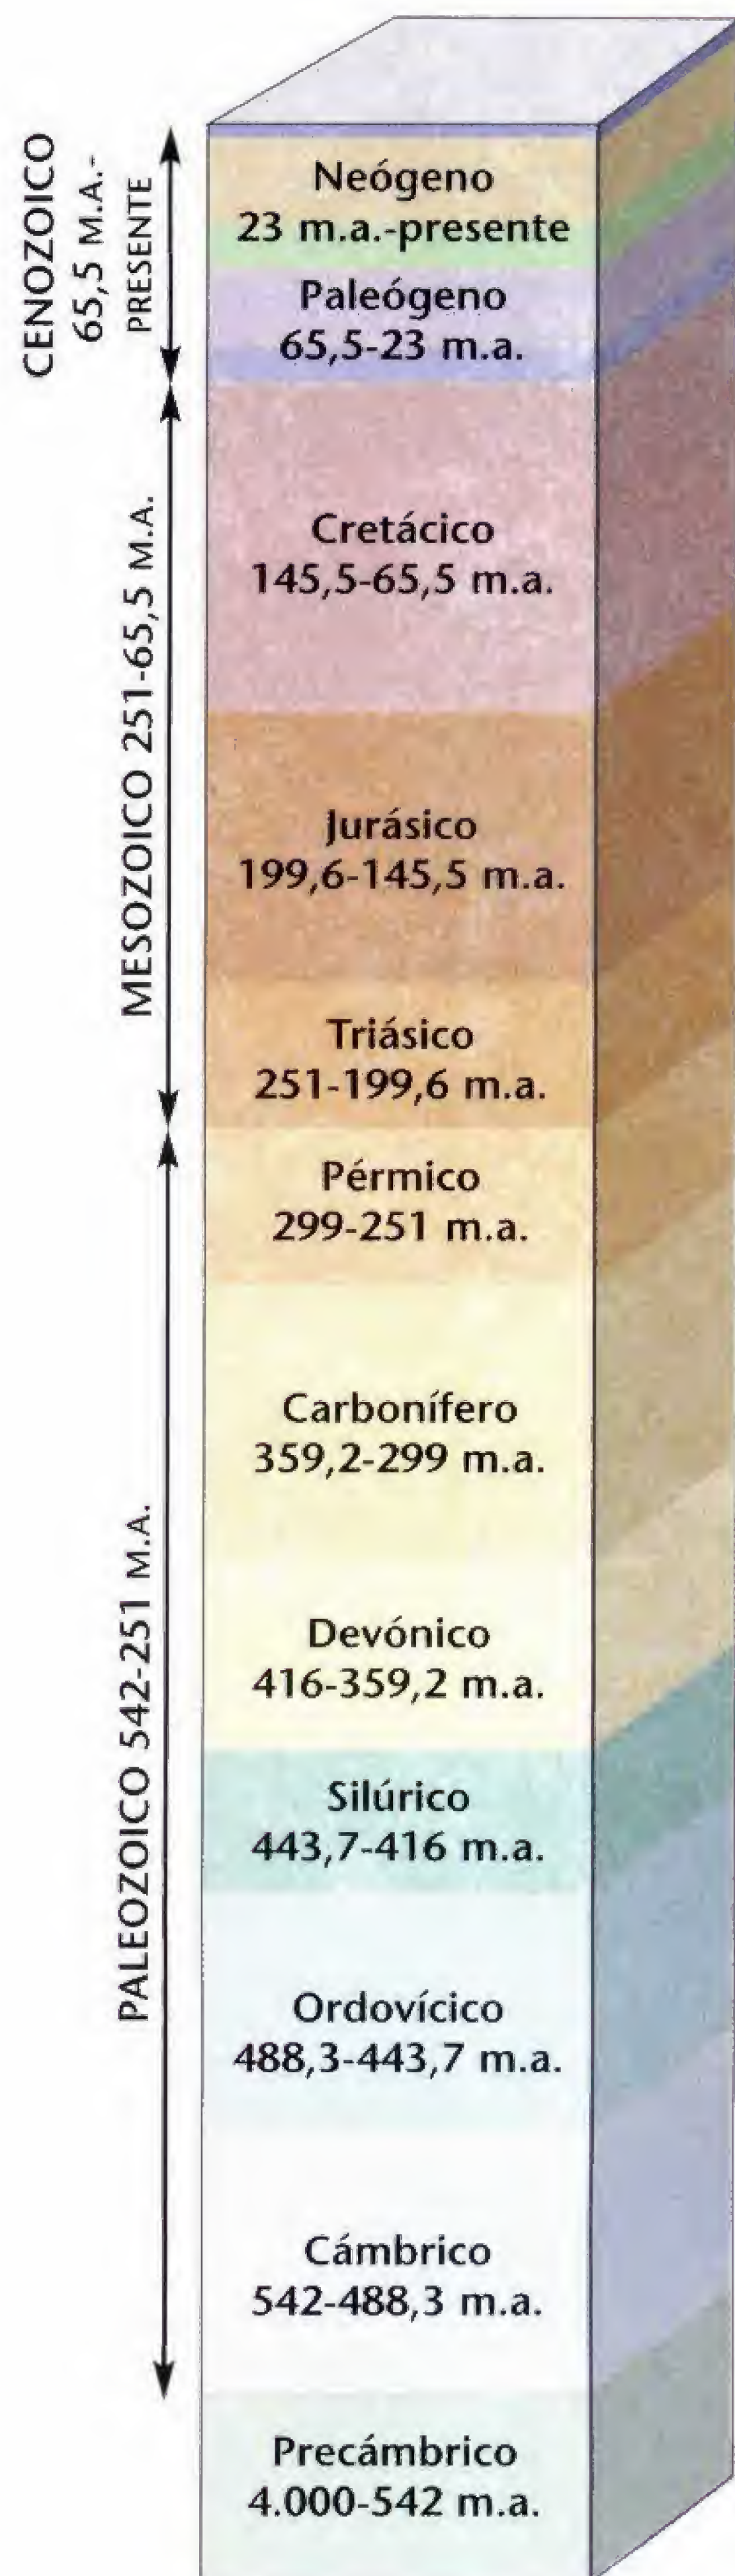 CENOZOICO
65,5 M.A.-
PRESENTE
Neógeno
23 m.a.-presente
Paleógeno
65,5-23 m.a.
MESOZOICO 251-65,5 M.A.
Cretácico
145,5-65,5 m.a.
Jurásico
199,6-145,5 m.a.
Triásico
251-199,6 m.a.
PALEOZOICO 542-251 M.A.
Pérmico
299-251 m.a.
Carbonífero
359,2-299 m.a.
Devónico
416-359,2 m.a.
Silúrico
443,7-416 m.a.
Ordovícico
488,3-443,7 m.a.
Cámbrico
542-488,3 m.a.
Precámbrico
4.000-542 m.a.